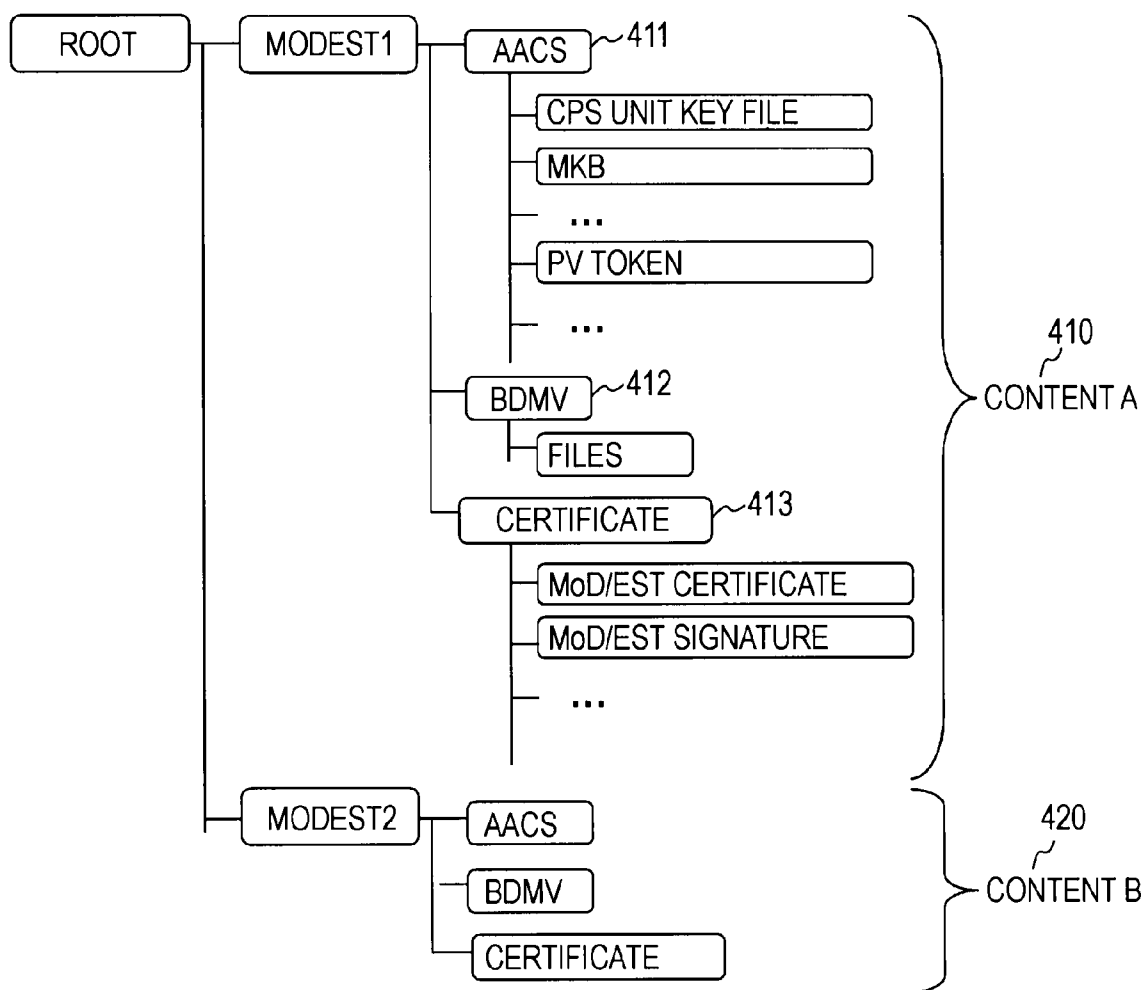 ROOT
MODEST1
AACS
411
CPS UNIT KEY FILE
MKB
...
PV TOKEN
...
BDMV
412
FILES
CERTIFICATE
413
MoD/EST CERTIFICATE
MoD/EST SIGNATURE
...
410
CONTENT A
MODEST2
AACS
BDMV
CERTIFICATE
420
CONTENT B